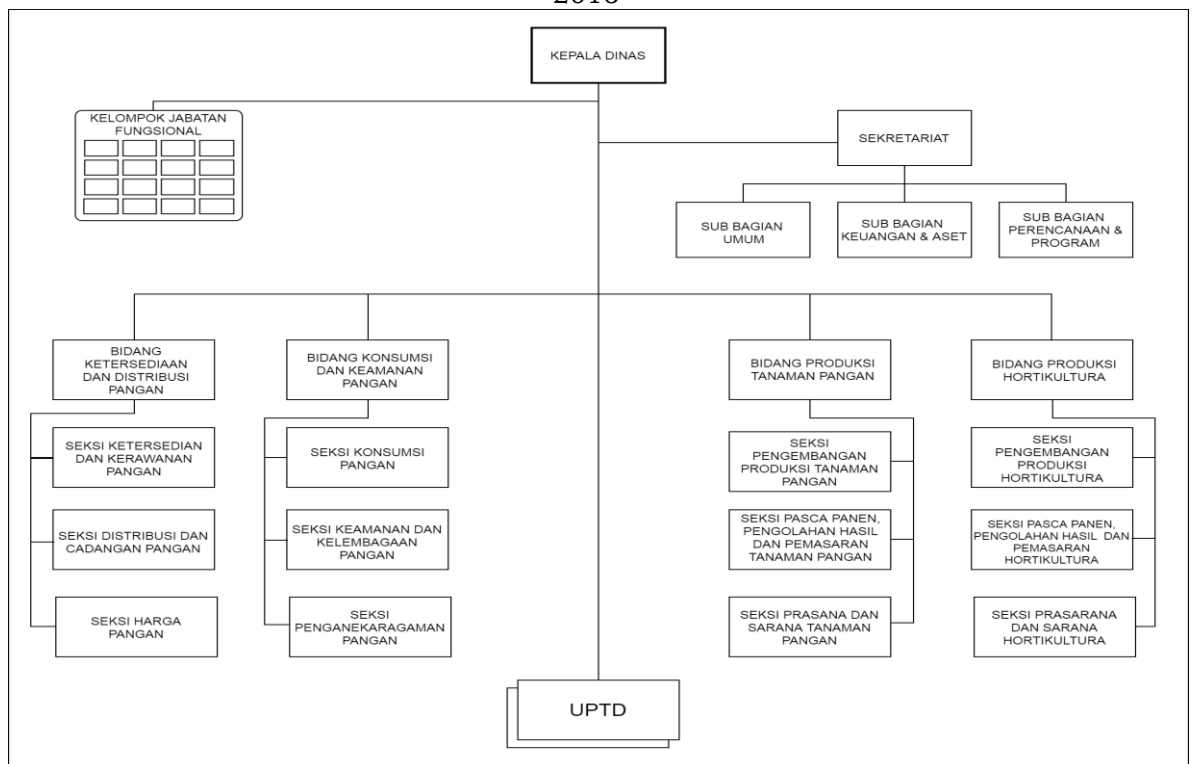 KEPALA DINAS
KELOMPOK JABATAN
FUNGSIONAL
SEKRETARIAT
SUB BAGIAN
UMUM
SUB BAGIAN
KEUANGAN & ASET
SUB BAGIAN
PERENCANAAN &
PROGRAM
BIDANG
KETERSEDIAAN
DAN DISTRIBUSI
PANGAN
BIDANG KONSUMSI
DAN KEAMANAN
PANGAN
BIDANG PRODUKSI
TANAMAN PANGAN
BIDANG PRODUKSI
HORTIKULTURA
SEKSI KETERSEDIAN
DAN KERAWANAN
PANGAN
SEKSI KONSUMSI
PANGAN
SEKSI
PENGEMBANGAN
PRODUKSI TANAMAN
PANGAN
SEKSI
PENGEMBANGAN
PRODUKSI
HORTIKULTURA
SEKSI DISTRIBUSI DAN
CADANGAN PANGAN
SEKSI KEAMANAN DAN
KELEMBAGAAN
PANGAN
SEKSI PASCA PANEN,
PENGOLAHAN HASIL
DAN PEMASARAN
TANAMAN PANGAN
SEKSI PASCA PANEN,
PENGOLAHAN HASIL DAN
PEMASARAN
HORTIKULTURA
SEKSI HARGA
PANGAN
SEKSI
PENGANEKARAGAMAN
PANGAN
SEKSI PRASANA DAN
SARANA TANAMAN
PANGAN
SEKSI PRASARANA
DAN SARANA
HORTIKULTURA
UPTD